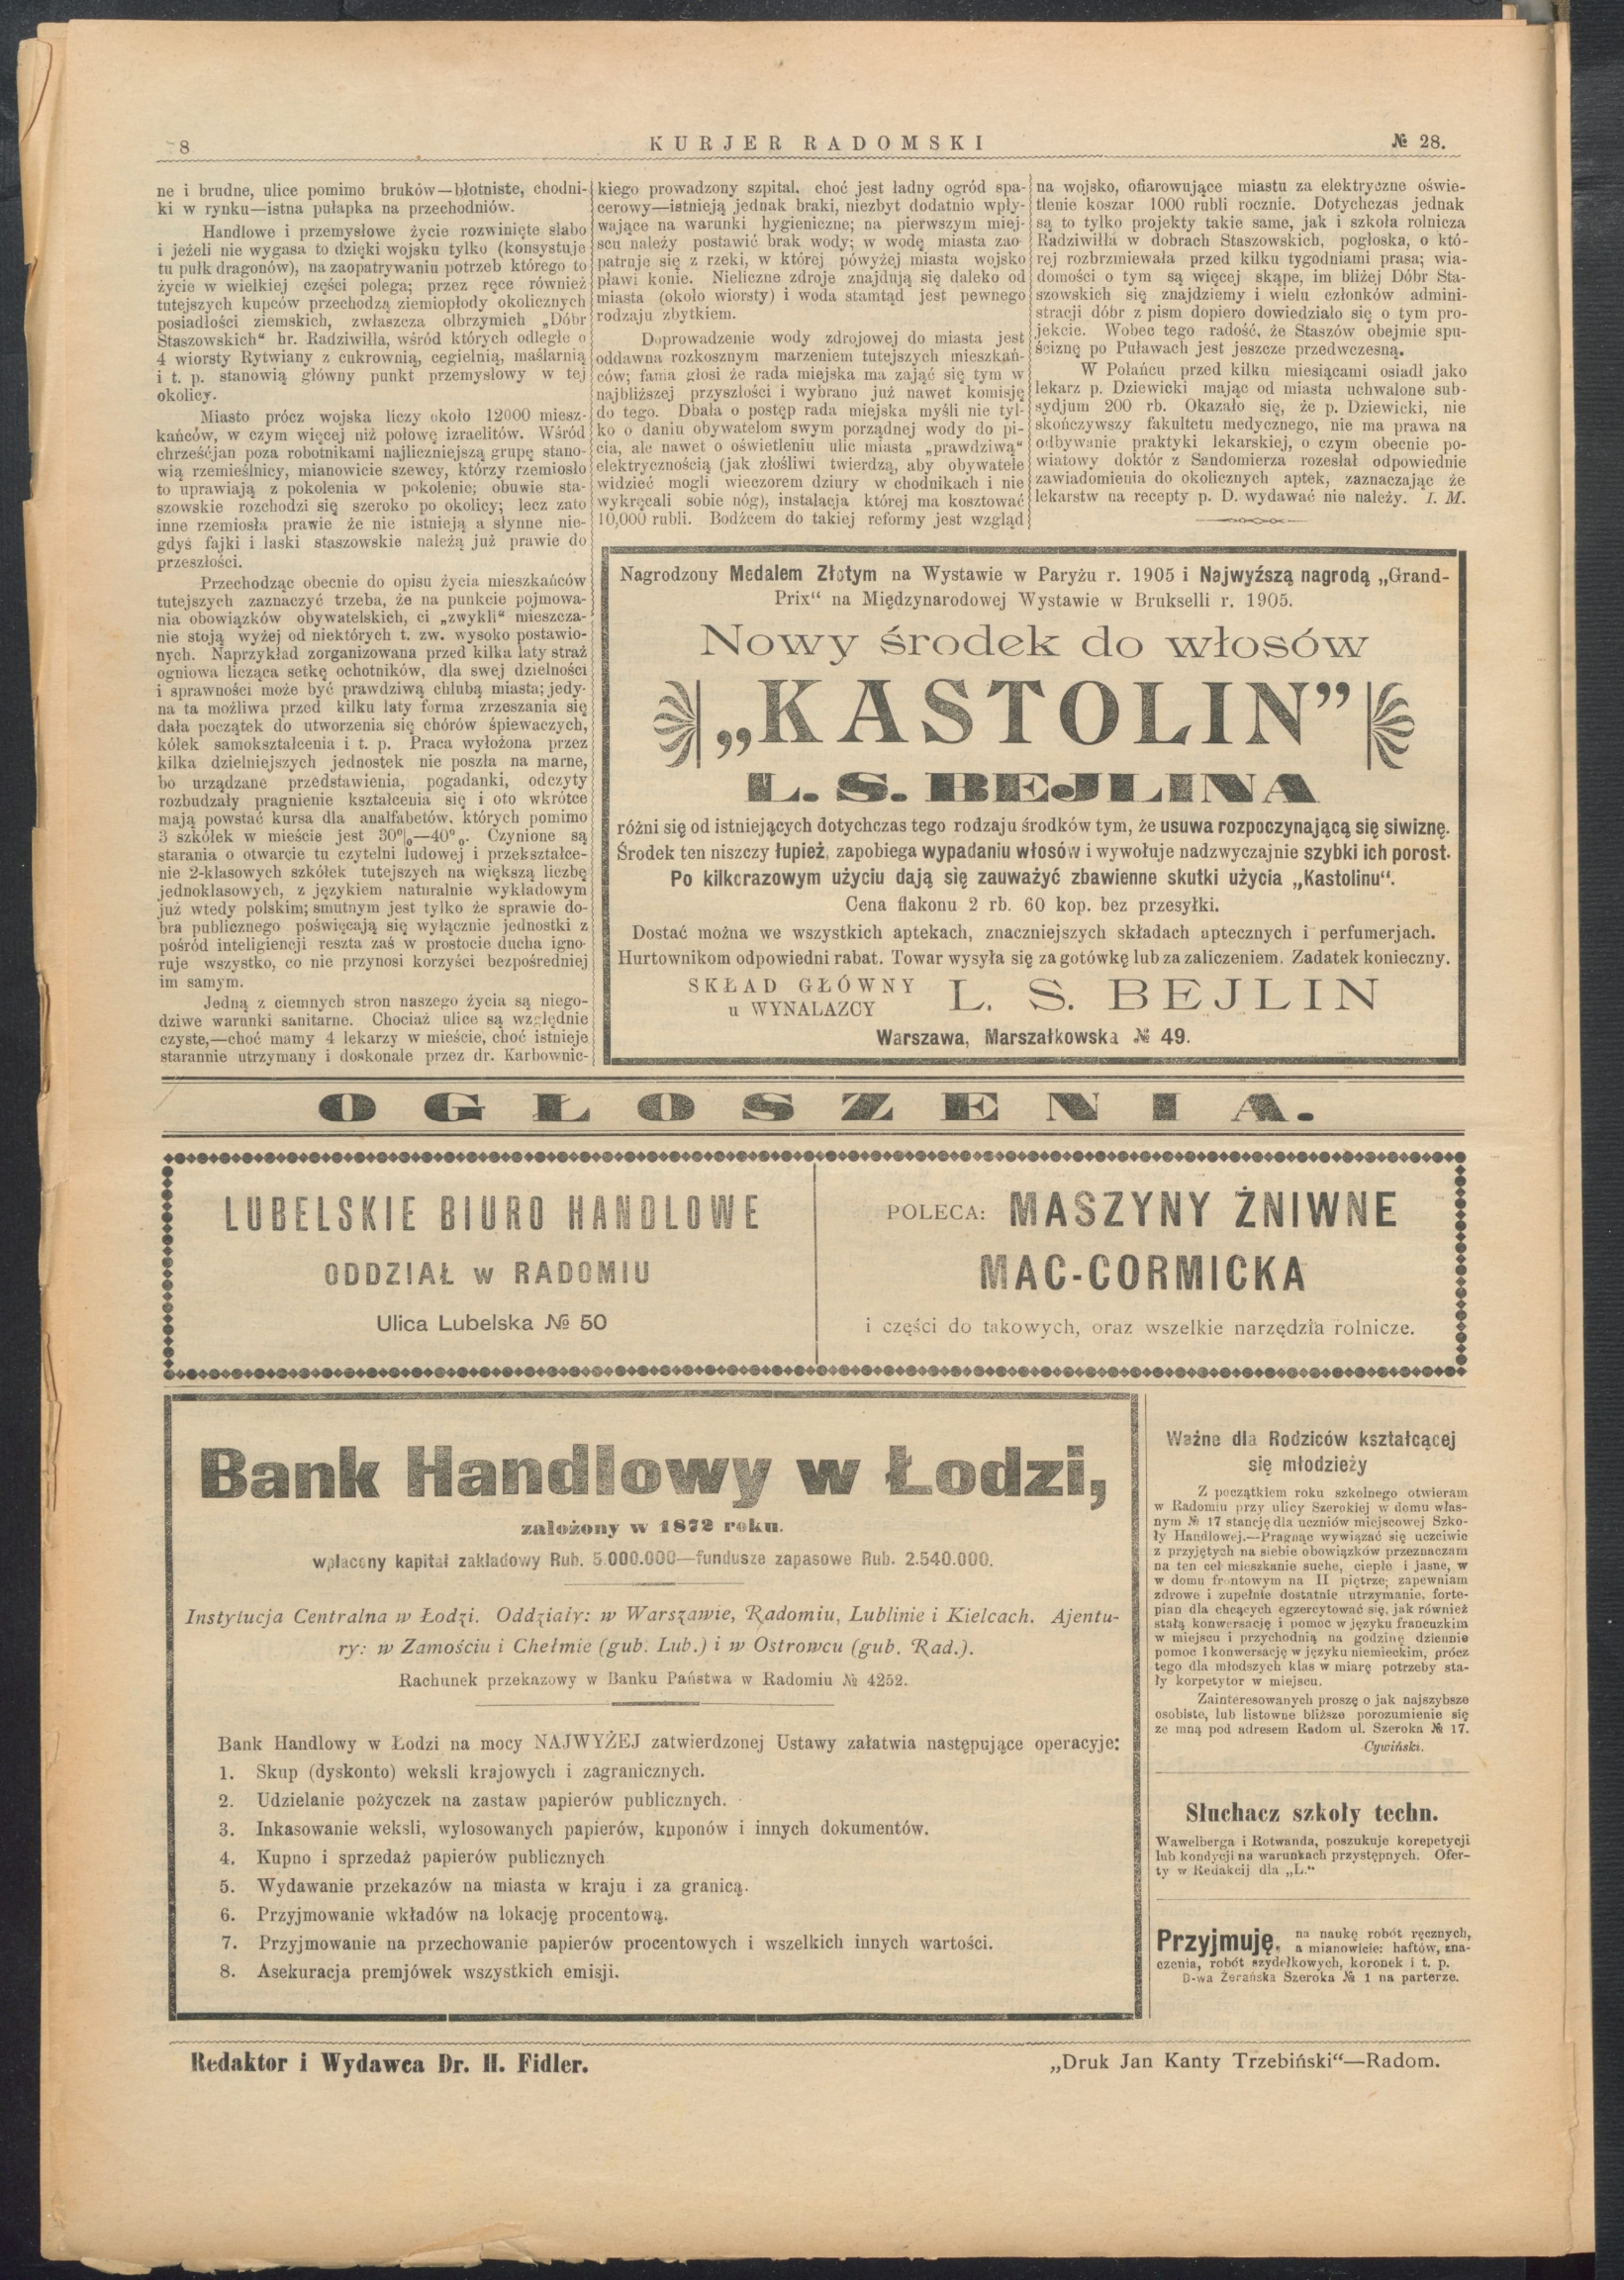 8
KURJER RADOMSKI
№ 28.
ne i brudne, ulice pomimo bruków—błotniste, chodni-
ki w rynku—istna pułapka na przechodniów.
Handlowe i przemysłowe życie rozwinięte słabo
i jeżeli nie wygasa to dzięki wojsku tylko (konsystuje
tu pułk dragonów), na zaopatrywaniu potrzeb którego to
życie w wielkiej części polega; przez ręce również
tutejszych kupców przechodzą ziemiopłody okolicznych
posiadłości ziemskich, zwłaszcza olbrzymich „Dóbr
Staszowskich“ hr. Radziwiłła, wśród których odległe o
4 wiorsty Rytwiany z cukrownią, cegielnią, maślarnią
i t. p. stanowią główny punkt przemysłowy w tej
okolicy.
Miasto prócz wojska liczy około 12000 miesz-
kańców, w czym więcej niż połowę izraelitów. Wśród
chrześćjan poza robotnikami najliczniejszą grupę stano-
wią rzemieślnicy, mianowicie szewcy, którzy rzemiosło
to uprawiają z pokolenia w pokolenie; obuwie sta-
szowskie rozchodzi się szeroko po okolicy; lecz zato
inne rzemiosła prawie że nie istnieją a słynne nie-
gdyś fajki i laski staszowskie należą już prawie do
przeszłości.
Przechodząc obecnie do opisu życia mieszkańców
tutejszych zaznaczyć trzeba, że na punkcie pojmowa-
nia obowiązków obywatelskich, ci „zwykli“ mieszcza-
nie stoją wyżej od niektórych t. zw. wysoko postawio-
nych. Naprzykład zorganizowana przed kilka laty straż
ogniowa licząca setkę ochotników, dla swej dzielności
i sprawności może być prawdziwą chlubą miasta; jedy-
na ta możliwa przed kilku laty forma zrzeszania się
dała początek do utworzenia się chórów śpiewaczych,
kółek samokształcenia i t. p. Praca wyłożona przez
kilka dzielniejszych jednostek nie poszła na marne,
bo urządzane przedstawienia, pogadanki, odczyty
rozbudzały pragnienie kształcenia się i oto wkrótce
mają powstać kursa dla analfabetów, których pomimo
3 szkółek w mieście jest 30%—40%. Czynione są
starania o otwarcie tu czytelni ludowej i przekształce-
nie 2-klasowych szkółek tutejszych na większą liczbę
jednoklasowych, z językiem naturalnie wykładowym
już wtedy polskim; smutnym jest tylko że sprawie do-
bra publicznego poświęcają się wyłącznie jednostki z
pośród inteligiencji reszta zaś w prostocie ducha igno-
ruje wszystko, co nie przynosi korzyści bezpośredniej
im samym.
Jedną z ciemnych stron naszego życia są niego-
dziwe warunki sanitarne. Chociaż ulice są względnie
czyste,—choć mamy 4 lekarzy w mieście, choć istnieje
starannie utrzymany i doskonale przez dr. Karbownic-
kiego prowadzony szpital, choć jest ładny ogród spa-
cerowy—istnieją jednak braki, niezbyt dodatnio wpły-
wające na warunki hygieniczne; na pierwszym miej-
scu należy postawić brak wody; w wodę miasta zao-
patruje się z rzeki, w której pówyżej miasta wojsko
pławi konie. Nieliczne zdroje znajdują się daleko od
miasta (około wiorsty) i woda stamtąd jest pewnego
rodzaju zbytkiem.
Doprowadzenie wody zdrojowej do miasta jest
oddawna rozkosznym marzeniem tutejszych mieszkań-
ców; fama głosi że rada miejska ma zająć się tym w
najbliższej przyszłości i wybrano już nawet komisję
do tego. Dbała o postęp rada miejska myśli nie tyl-
ko o daniu obywatelom swym porządnej wody do pi-
cia, ale nawet o oświetleniu ulic miasta „prawdziwą“
elektrycznością (jak złośliwi twierdzą, aby obywatele
widzieć mogli wieczorem dziury w chodnikach i nie
wykręcali sobie nóg), instalacja której ma kosztować
10,000 rubli. Bodźcem do takiej reformy jest wzgląd
na wojsko, ofiarowujące miastu za elektryczne oświe-
tlenie koszar 1000 rubli rocznie. Dotychczas jednak
są to tylko projekty takie same, jak i szkoła rolnicza
Radziwiłłá w dobrach Staszowskich, pogłoska, o któ-
rej rozbrzmiewała przed kilku tygodniami prasa; wia-
domości o tym są więcej skąpe, im bliżej Dóbr Sta-
szowskich się znajdziemy i wielu członków admini-
stracji dóbr z pism dopiero dowiedziało się o tym pro-
jekcie. Wobec tego radość, że Staszów obejmie spu-
ściznę po Puławach jest jeszcze przedwczesną.
W Połańcu przed kilku miesiącami osiadł jako
lekarz p. Dziewicki mając od miasta uchwalone sub-
sydjum 200 rb. Okazało się, że p. Dziewicki, nie
skończywszy fakultetu medycznego, nie ma prawa na
odbywanie praktyki lekarskiej, o czym obecnie po-
wiatowy doktór z Sandomierza rozesłał odpowiednie
zawiadomienia do okolicznych aptek, zaznaczając że
lekarstw na recepty p. D. wydawać nie należy. I. M.
Nagrodzony Medalem Złotym na Wystawie w Paryżu r. 1905 i Najwyższą nagrodą „Grand-
Prix“ na Międzynarodowej Wystawie w Brukselli r. 1905.
Nowy środek do włosów
„KASTOLIN”
L. S. BEJLINA
różni się od istniejących dotychczas tego rodzaju środków tym, że usuwa rozpoczynającą się siwiznę.
Środek ten niszczy łupież, zapobiega wypadaniu włosów i wywołuje nadzwyczajnie szybki ich porost.
Po kilkorazowym użyciu dają się zauważyć zbawienne skutki użycia „Kastolinu“.
Cena flakonu 2 rb. 60 kop. bez przesyłki.
Dostać można we wszystkich aptekach, znaczniejszych składach aptecznych i perfumerjach.
Hurtownikom odpowiedni rabat. Towar wysyła się za gotówkę lub za zaliczeniem. Zadatek konieczny.
SKŁAD GŁÓWNY
u WYNALAZCY
L. S. BEJLIN
Warszawa, Marszałkowska № 49.
OGŁOSZENIA.
LUBELSKIE BIURO HANDLOWE
ODDZIAŁ w RADOMIU
Ulica Lubelska № 50
POLECA: MASZYNY ŻNIWNE
MAC-CORMICKA
i części do takowych, oraz wszelkie narzędzia rolnicze.
Bank Handlowy w Łodzi,
założony w 1872 roku.
wpłacony kapitał zakładowy Rub. 5.000.000—fundusze zapasowe Rub. 2.540.000.
Instytucja Centralna w Łodzi. Oddziały: w Warszawie, Radomiu, Lublinie i Kielcach. Ajentu-
ry: w Zamościu i Chełmie (gub. Lub.) i w Ostrowcu (gub. Rad.).
Rachunek przekazowy w Banku Państwa w Radomiu № 4252.
Bank Handlowy w Łodzi na mocy NAJWYŻEJ zatwierdzonej Ustawy załatwia następujące operacyje:
1. Skup (dyskonto) weksli krajowych i zagranicznych.
2. Udzielanie pożyczek na zastaw papierów publicznych.
3. Inkasowanie weksli, wylosowanych papierów, kuponów i innych dokumentów.
4. Kupno i sprzedaż papierów publicznych
5. Wydawanie przekazów na miasta w kraju i za granicą.
6. Przyjmowanie wkładów na lokację procentową.
7. Przyjmowanie na przechowanie papierów procentowych i wszelkich innych wartości.
8. Asekuracja premjówek wszystkich emisji.
Ważne dla Rodziców kształcącej
się młodzieży
Z początkiem roku szkolnego otwieram
w Radomiu przy ulicy Szerokiej w domu włas-
nym № 17 stancję dla uczniów miejscowej Szko-
ły Handlowej.—Pragnąc wywiązać się uczciwie
z przyjętych na siebie obowiązków przeznaczam
na ten cel mieszkanie suche, ciepłe i jasne, w
w domu frontowym na II piętrze; zapewniam
zdrowe i zupełnie dostatnie utrzymanie, forte-
pian dla chcących egzercytować się, jak również
stałą konwersację i pomoc w języku francuzkim
w miejscu i przychodnią na godzinę dziennie
pomoc i konwersację w języku niemieckim, prócz
tego dla młodszych klas w miarę potrzeby sta-
ły korpetytor w miejscu.
Zainteresowanych proszę o jak najszybsze
osobiste, lub listowne bliższe porozumienie się
ze mną pod adresem Radom ul. Szeroka № 17.
Cywiński.
Słuchacz szkoły techn.
Wawelberga i Rotwanda, poszukuje korepetycji
lub kondycji na warunkach przystępnych. Ofer-
ty w Redakcij dla „L.“
Przyjmuję, na naukę robót ręcznych,
a mianowicie: haftów, zna-
czenia, robót szydełkowych, koronek i t. p.
D-wa Żerańska Szeroka № 1 na parterze.
Redaktor i Wydawca Dr. H. Fidler.
„Druk Jan Kanty Trzebiński“—Radom.